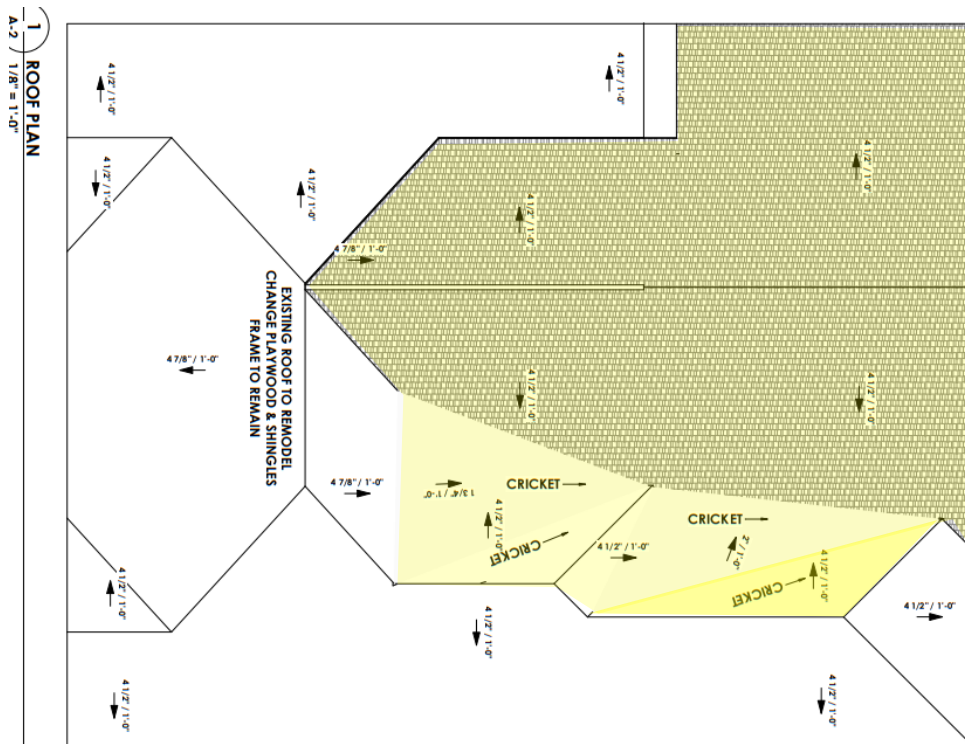 1
A-2
ROOF PLAN
1/8" = 1'-0"
4 1/2" / 1'-0"
4 1/2" / 1'-0"
4 1/2" / 1'-0"
4 1/2" / 1'-0"
4 1/2" / 1'-0"
4 1/2" / 1'-0"
4 7/8" / 1'-0"
EXISTING ROOF TO REMODEL
CHANGE PLAYWOOD & SHINGLES
FRAME TO REMAIN
4 7/8" / 1'-0"
4 1/2" / 1'-0"
4 1/2" / 1'-0"
4 7/8" / 1'-0"
1 3/4" / 1'-0"
CRICKET
4 1/2" / 1'-0"
CRICKET
CRICKET
4 1/2" / 1'-0"
2" / 1'-0"
4 1/2" / 1'-0"
CRICKET
4 1/2" / 1'-0"
4 1/2" / 1'-0"
4 1/2" / 1'-0"
4 1/2" / 1'-0"
4 1/2" / 1'-0"